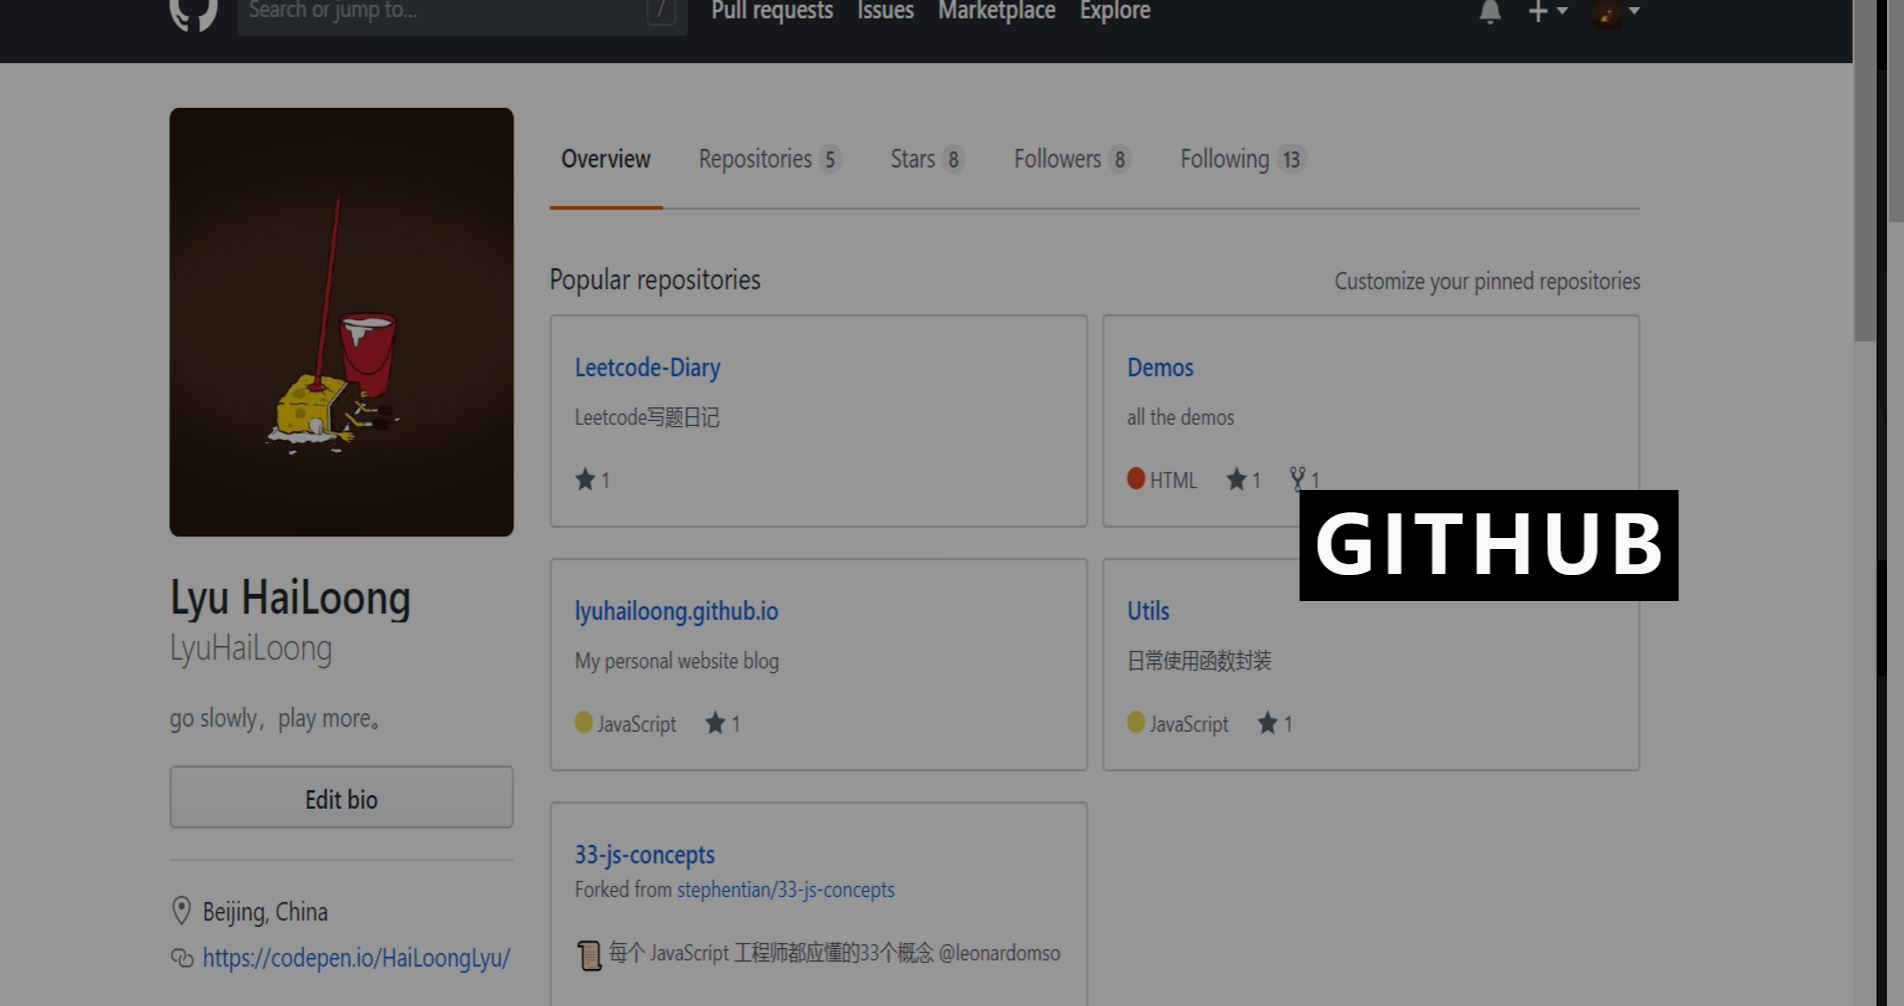 Search or jump to...
/
Pull requests Issues Marketplace Explore
Overview Repositories 5 Stars 8 Followers 8 Following 13
Popular repositories
Customize your pinned repositories
Leetcode-Diary
Leetcode写题日记
1
Demos
all the demos
HTML 1 1
GITHUB
lyuhailoong.github.io
My personal website blog
JavaScript 1
Utils
日常使用函数封装
JavaScript 1
33-js-concepts
Forked from stephentian/33-js-concepts
每个 JavaScript 工程师都应懂的33个概念 @leonardomso
Lyu HaiLoong
LyuHaiLoong
go slowly，play more。
Edit bio
Beijing, China
https://codepen.io/HaiLoongLyu/